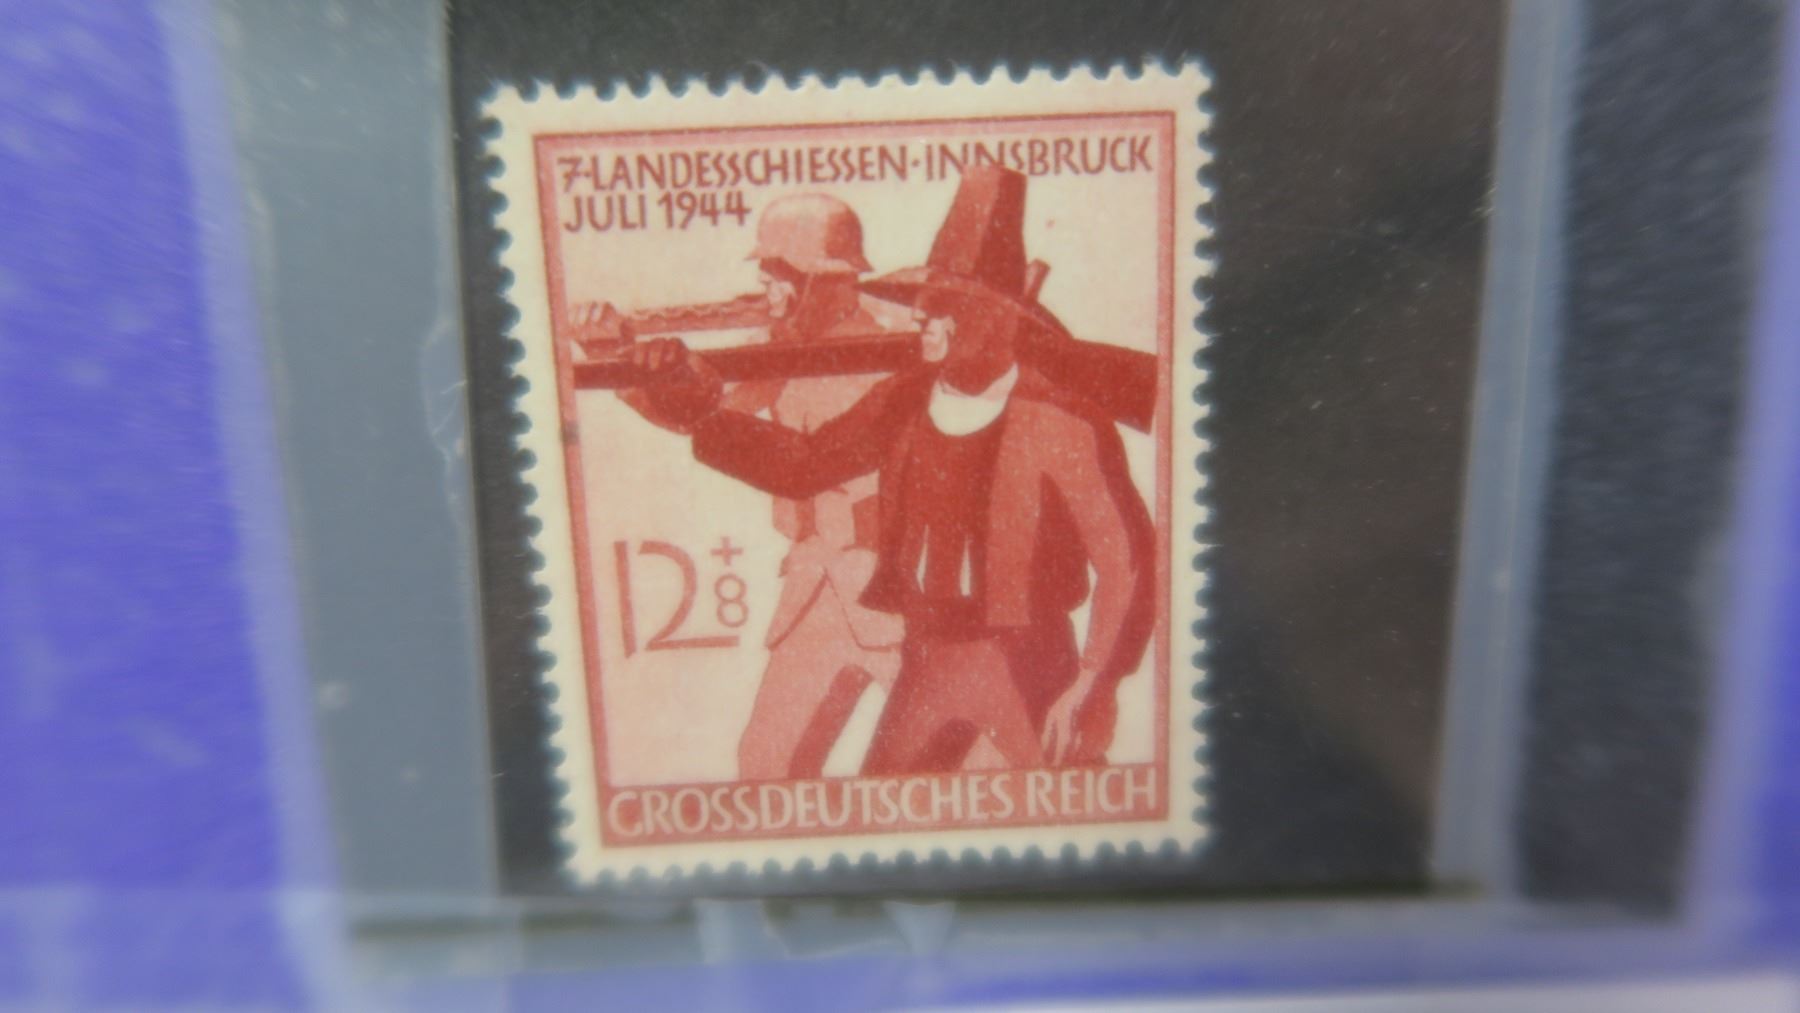 7·LANDESSCHIESSEN·INNSBRUCK
JULI 1944
12+8
GROSSDEUTSCHES REICH